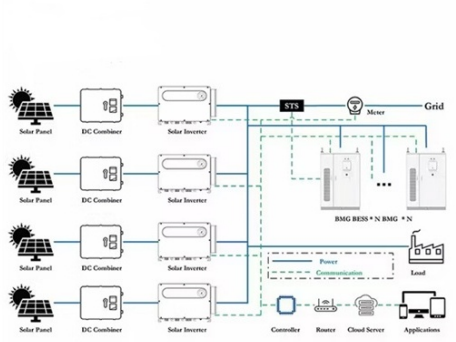 STS
Meter
Grid
Solar Panel
DC Combiner
Solar Inverter
Solar Panel
DC Combiner
Solar Inverter
BMG BESS * N BMG * N
Solar Panel
DC Combiner
Solar Inverter
Power
Communication
Load
Solar Panel
DC Combiner
Solar Inverter
Controller
Router
Cloud Server
Applications